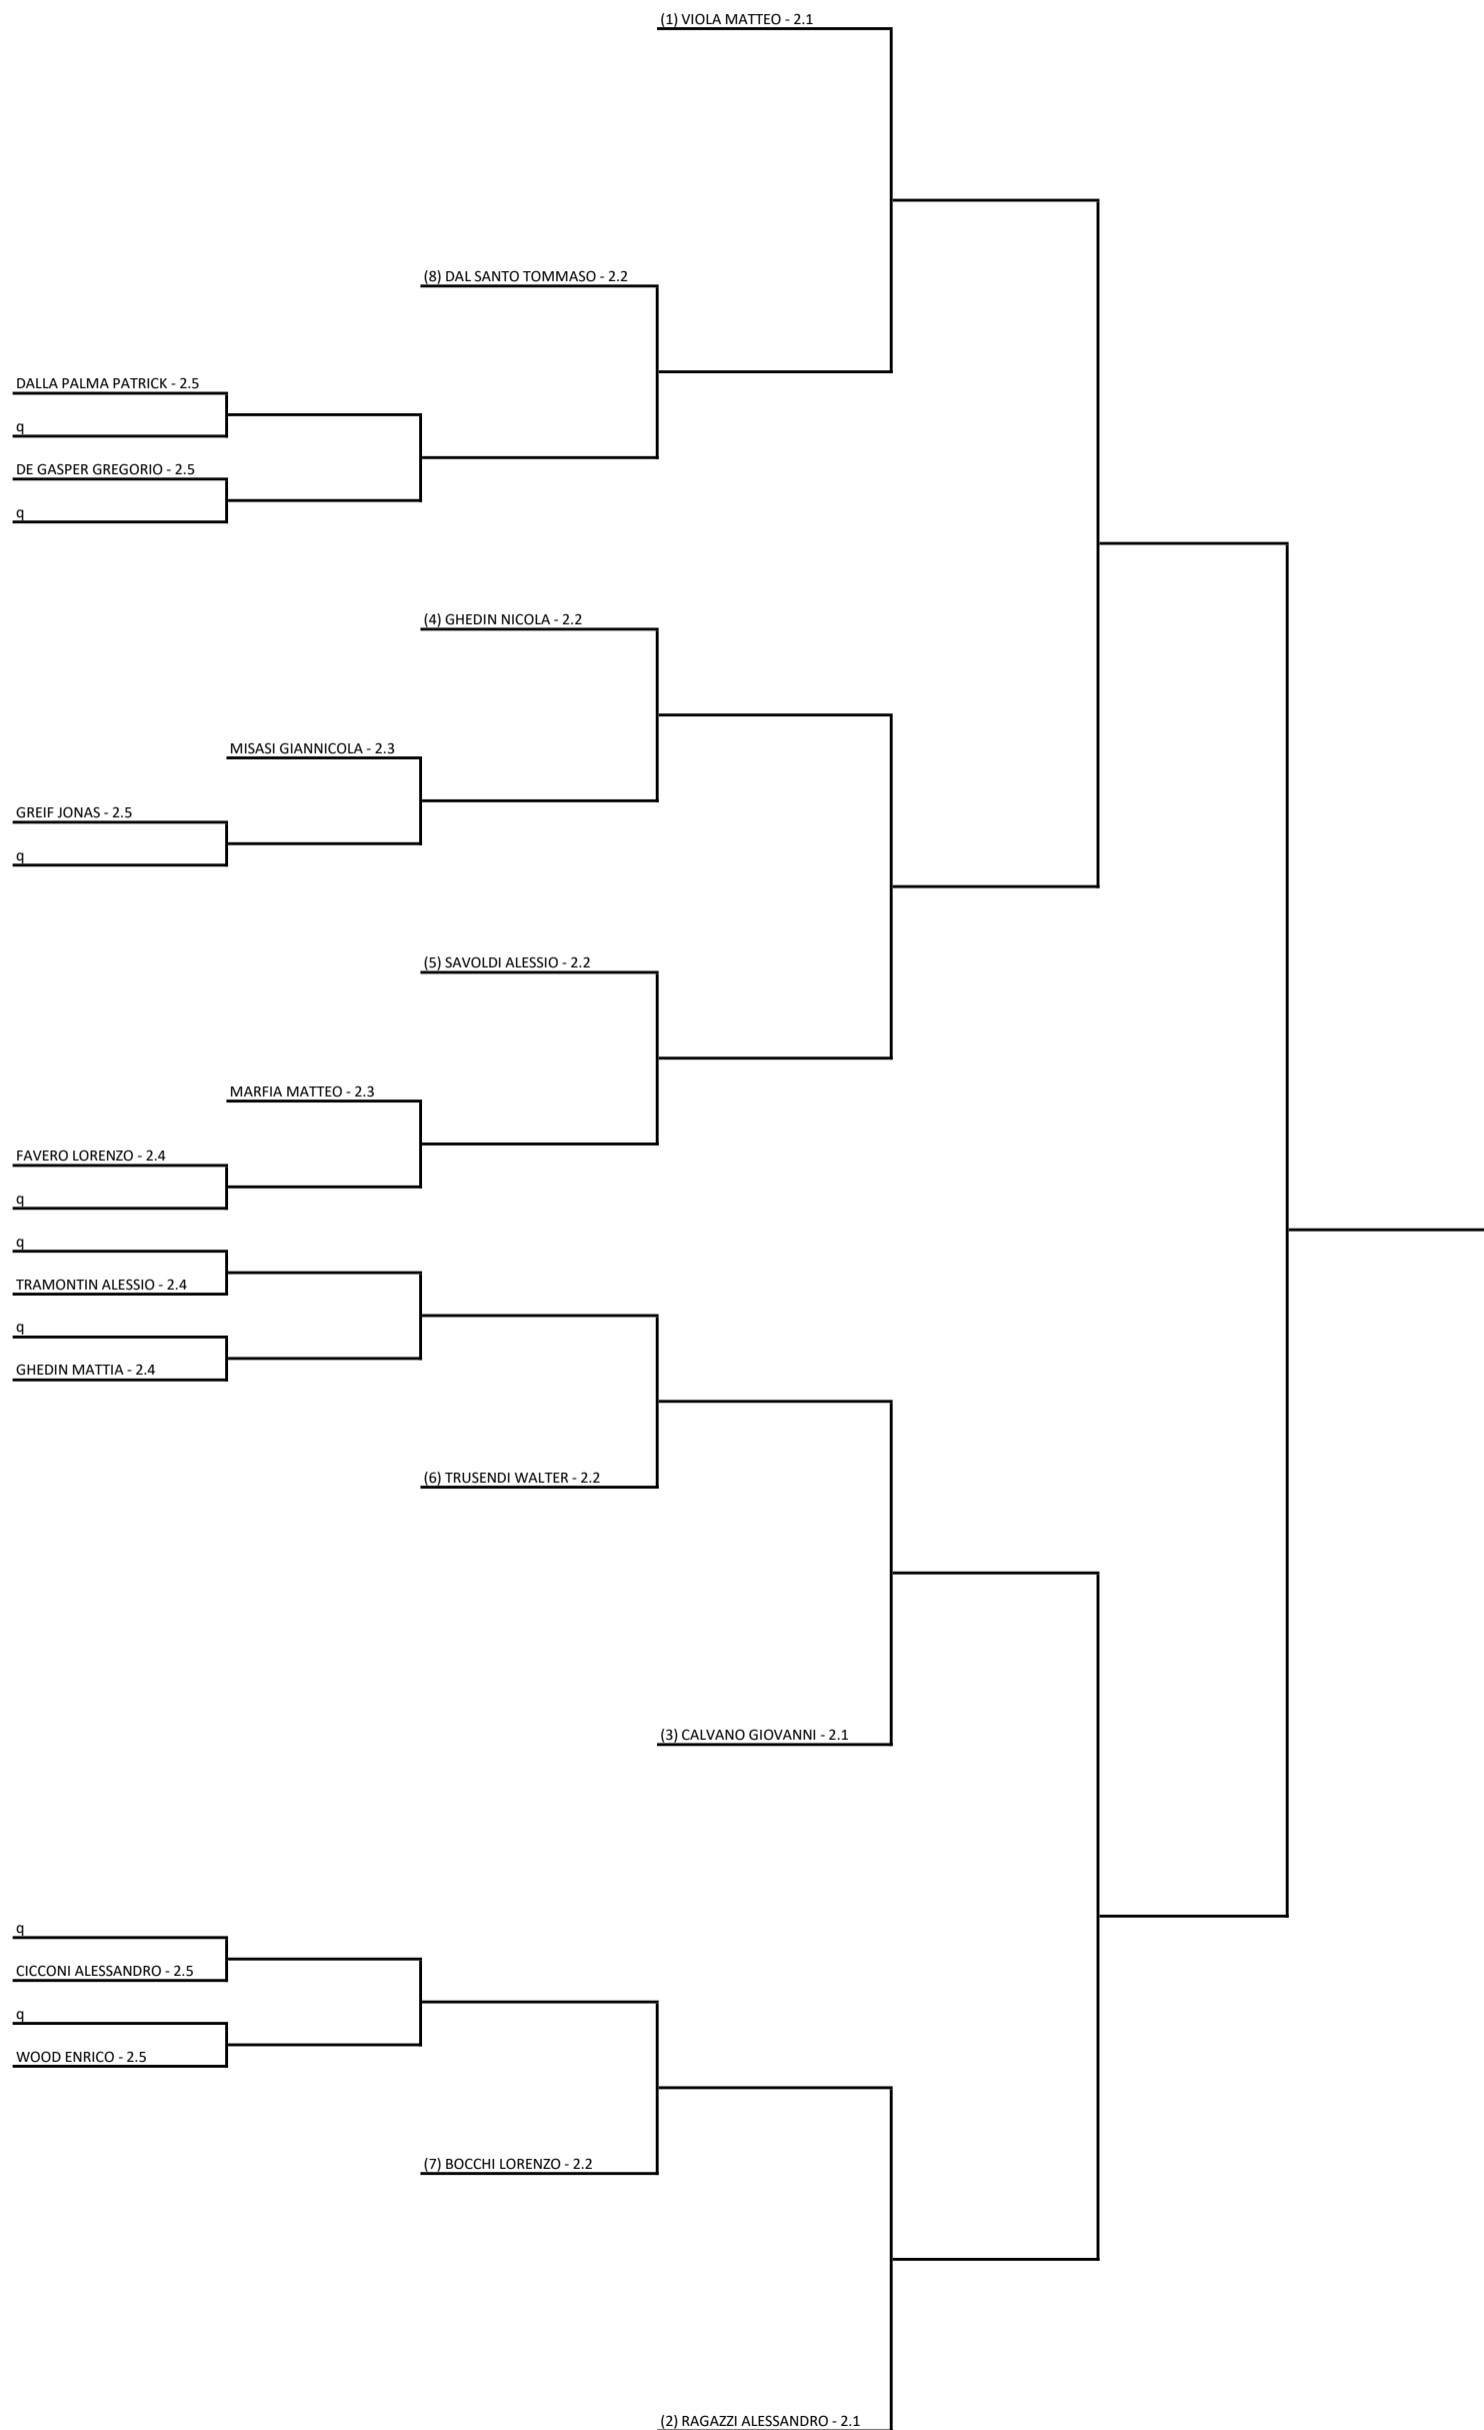 (1) VIOLA MATTEO - 2.1
(8) DAL SANTO TOMMASO - 2.2
DALLA PALMA PATRICK - 2.5
q
DE GASPER GREGORIO - 2.5
q
(4) GHEDIN NICOLA - 2.2
MISASI GIANNICOLA - 2.3
GREIF JONAS - 2.5
q
(5) SAVOLDI ALESSIO - 2.2
MARFIA MATTEO - 2.3
FAVERO LORENZO - 2.4
q
q
TRAMONTIN ALESSIO - 2.4
q
GHEDIN MATTIA - 2.4
(6) TRUSENDI WALTER - 2.2
(3) CALVANO GIOVANNI - 2.1
q
CICCONI ALESSANDRO - 2.5
q
WOOD ENRICO - 2.5
(7) BOCCHI LORENZO - 2.2
(2) RAGAZZI ALESSANDRO - 2.1